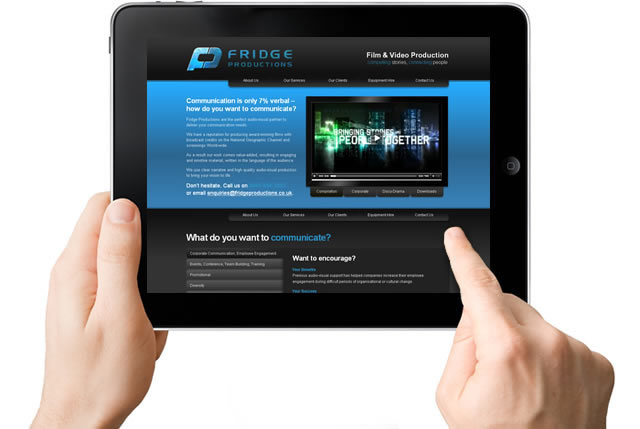 FRIDGE
PRODUCTIONS
Film & Video Production
compelling stories, connecting people
About Us Our Services Our Clients Equipment Hire Contact Us
Communication is only 7% verbal –
how do you want to communicate?
Fridge Productions are the perfect audio-visual partner to
deliver your communication needs.
We have a reputation for producing award-winning films with
broadcast credits on the National Geographic Channel and
screenings Worldwide.
As a result our work comes value-added, resulting in engaging
and emotive material, written in the language of the audience.
We use clear narrative and high-quality audio-visual production
to bring your vision to life.
Don't hesitate. Call us on
or email enquiries@fridgeproductions.co.uk.
BRINGING STORIES
PEOPLE TOGETHER
Compilation Corporate Docu-Drama Downloads
About Us Our Services Our Clients Equipment Hire Contact Us
What do you want to communicate?
Corporate Communication, Employee Engagement
Events, Conference, Team-Building, Training
Promotional
Diversity
Want to encourage?
Your Benefits
Previous audio-visual support has helped companies increase their employee
engagement during difficult periods of organisational or cultural change.
Your Success